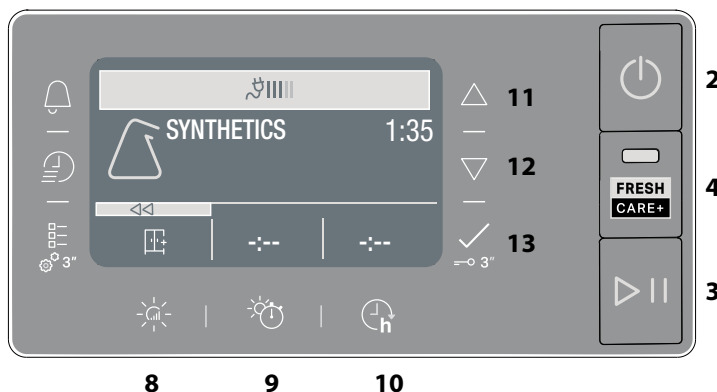 2
11
SYNTHETICS 1:35
12
FRESH
CARE+
4
-:-- -:--
13
3"
3"
3
h
8 9 10